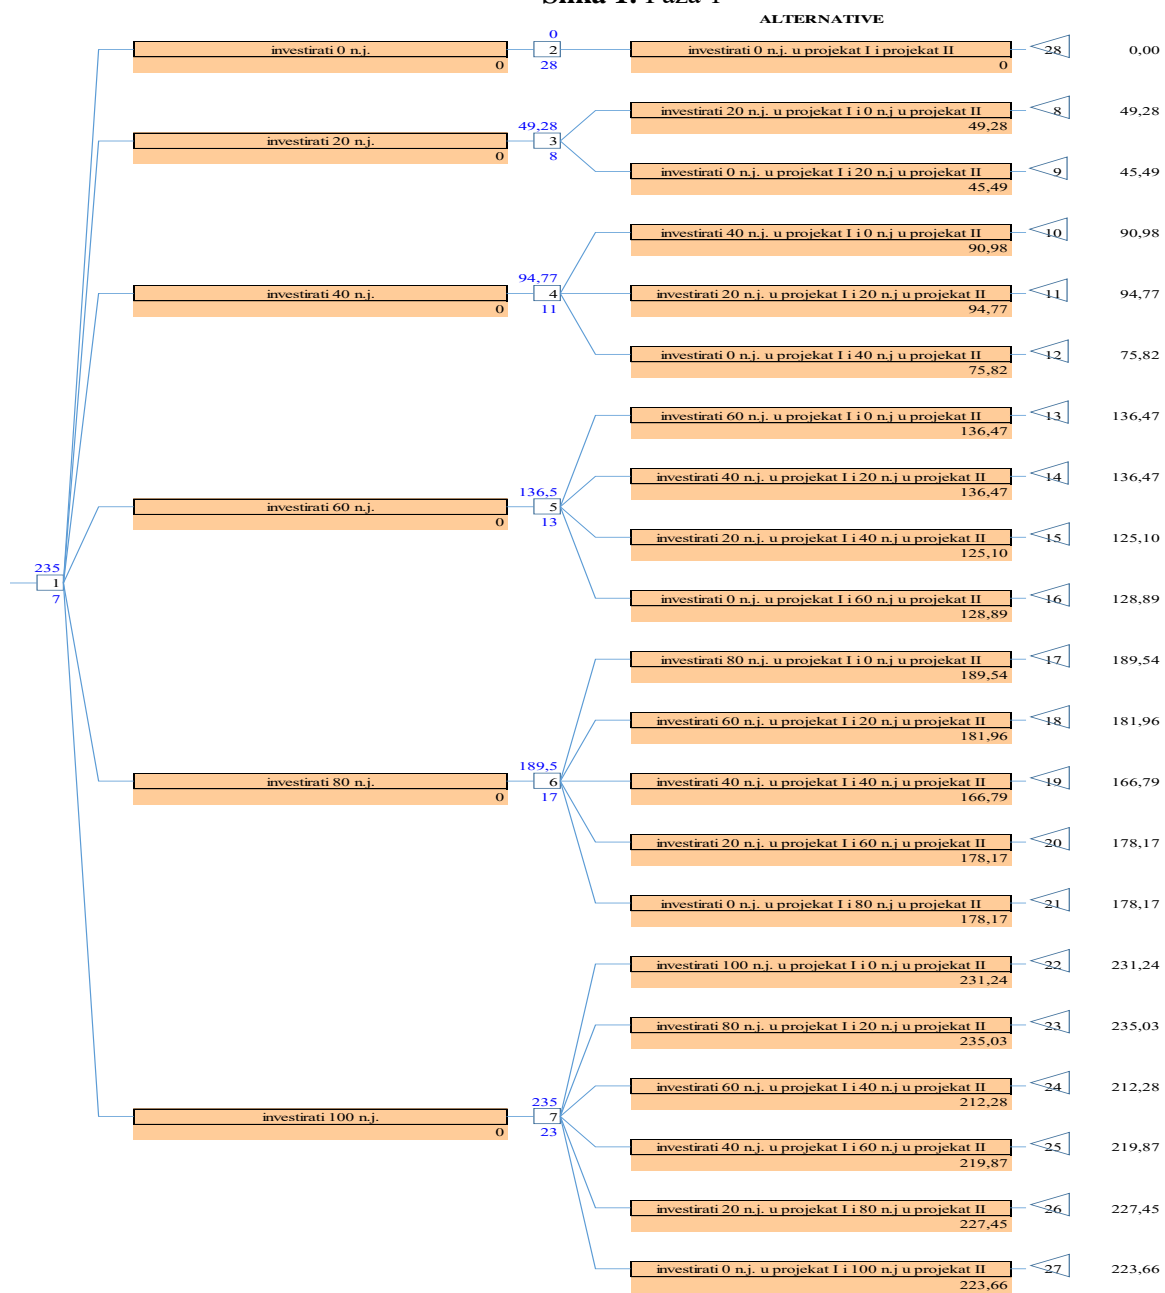 ALTERNATIVE
0
investirati 0 n.j. 2 investirati 0 n.j. u projekat I i projekat II 28 0,00
0 28 0
investirati 20 n.j. u projekat I i 0 n.j u projekat II 8 49,28
49,28 49,28
investirati 20 n.j. 3
0 8
investirati 0 n.j. u projekat I i 20 n.j u projekat II 9 45,49
45,49
investirati 40 n.j. u projekat I i 0 n.j u projekat II 10 90,98
90,98
94,77
investirati 40 n.j. 4 investirati 20 n.j. u projekat I i 20 n.j u projekat II 11 94,77
0 11 94,77
investirati 0 n.j. u projekat I i 40 n.j u projekat II 12 75,82
75,82
investirati 60 n.j. u projekat I i 0 n.j u projekat II 13 136,47
136,47
investirati 40 n.j. u projekat I i 20 n.j u projekat II 14 136,47
136,5 136,47
investirati 60 n.j. 5
0 13
investirati 20 n.j. u projekat I i 40 n.j u projekat II 15 125,10
125,10
235
1
7
investirati 0 n.j. u projekat I i 60 n.j u projekat II 16 128,89
128,89
investirati 80 n.j. u projekat I i 0 n.j u projekat II 17 189,54
189,54
investirati 60 n.j. u projekat I i 20 n.j u projekat II 18 181,96
181,96
189,5
investirati 80 n.j. 6 investirati 40 n.j. u projekat I i 40 n.j u projekat II 19 166,79
0 17 166,79
investirati 20 n.j. u projekat I i 60 n.j u projekat II 20 178,17
178,17
investirati 0 n.j. u projekat I i 80 n.j u projekat II 21 178,17
178,17
investirati 100 n.j. u projekat I i 0 n.j u projekat II 22 231,24
231,24
investirati 80 n.j. u projekat I i 20 n.j u projekat II 23 235,03
235,03
investirati 60 n.j. u projekat I i 40 n.j u projekat II 24 212,28
235 212,28
investirati 100 n.j. 7
0 23
investirati 40 n.j. u projekat I i 60 n.j u projekat II 25 219,87
219,87
investirati 20 n.j. u projekat I i 80 n.j u projekat II 26 227,45
227,45
investirati 0 n.j. u projekat I i 100 n.j u projekat II 27 223,66
223,66